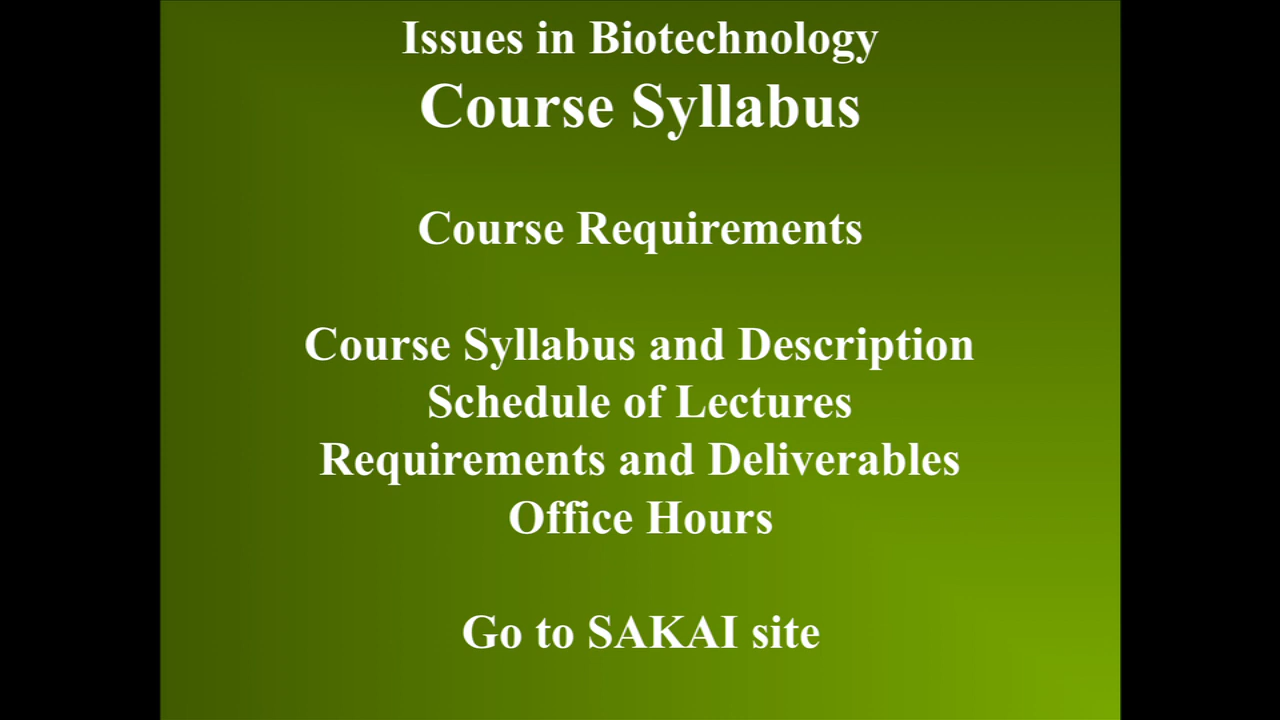 Issues in Biotechnology
Course Syllabus
Course Requirements
Course Syllabus and Description
Schedule of Lectures
Requirements and Deliverables
Office Hours
Go to SAKAI site